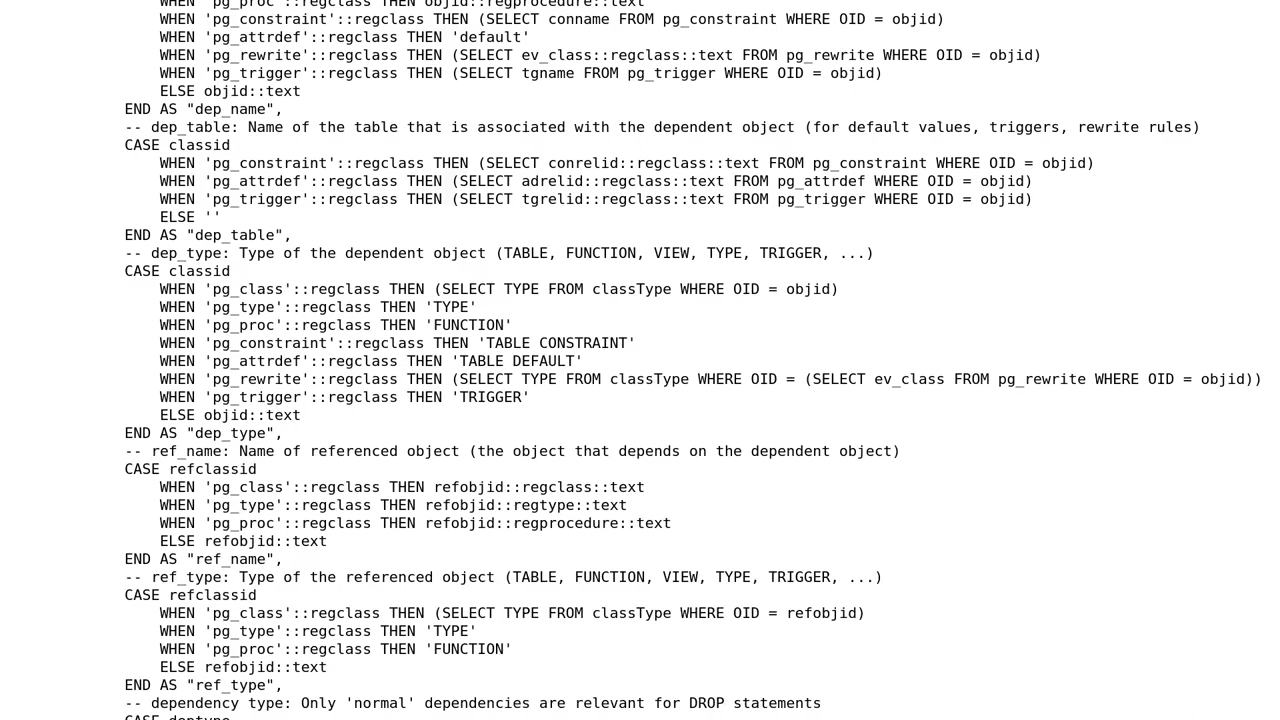 WHEN 'pg_proc'::regclass THEN objid::regprocedure::text
WHEN 'pg_constraint'::regclass THEN (SELECT conname FROM pg_constraint WHERE OID = objid)
WHEN 'pg_attrdef'::regclass THEN 'default'
WHEN 'pg_rewrite'::regclass THEN (SELECT ev_class::regclass::text FROM pg_rewrite WHERE OID = objid)
WHEN 'pg_trigger'::regclass THEN (SELECT tgname FROM pg_trigger WHERE OID = objid)
ELSE objid::text
END AS "dep_name",
-- dep_table: Name of the table that is associated with the dependent object (for default values, triggers, rewrite rules)
CASE classid
WHEN 'pg_constraint'::regclass THEN (SELECT conrelid::regclass::text FROM pg_constraint WHERE OID = objid)
WHEN 'pg_attrdef'::regclass THEN (SELECT adrelid::regclass::text FROM pg_attrdef WHERE OID = objid)
WHEN 'pg_trigger'::regclass THEN (SELECT tgrelid::regclass::text FROM pg_trigger WHERE OID = objid)
ELSE ''
END AS "dep_table",
-- dep_type: Type of the dependent object (TABLE, FUNCTION, VIEW, TYPE, TRIGGER, ...)
CASE classid
WHEN 'pg_class'::regclass THEN (SELECT TYPE FROM classType WHERE OID = objid)
WHEN 'pg_type'::regclass THEN 'TYPE'
WHEN 'pg_proc'::regclass THEN 'FUNCTION'
WHEN 'pg_constraint'::regclass THEN 'TABLE CONSTRAINT'
WHEN 'pg_attrdef'::regclass THEN 'TABLE DEFAULT'
WHEN 'pg_rewrite'::regclass THEN (SELECT TYPE FROM classType WHERE OID = (SELECT ev_class FROM pg_rewrite WHERE OID = objid))
WHEN 'pg_trigger'::regclass THEN 'TRIGGER'
ELSE objid::text
END AS "dep_type",
-- ref_name: Name of referenced object (the object that depends on the dependent object)
CASE refclassid
WHEN 'pg_class'::regclass THEN refobjid::regclass::text
WHEN 'pg_type'::regclass THEN refobjid::regtype::text
WHEN 'pg_proc'::regclass THEN refobjid::regprocedure::text
ELSE refobjid::text
END AS "ref_name",
-- ref_type: Type of the referenced object (TABLE, FUNCTION, VIEW, TYPE, TRIGGER, ...)
CASE refclassid
WHEN 'pg_class'::regclass THEN (SELECT TYPE FROM classType WHERE OID = refobjid)
WHEN 'pg_type'::regclass THEN 'TYPE'
WHEN 'pg_proc'::regclass THEN 'FUNCTION'
ELSE refobjid::text
END AS "ref_type",
-- dependency type: Only 'normal' dependencies are relevant for DROP statements
CASE deptype